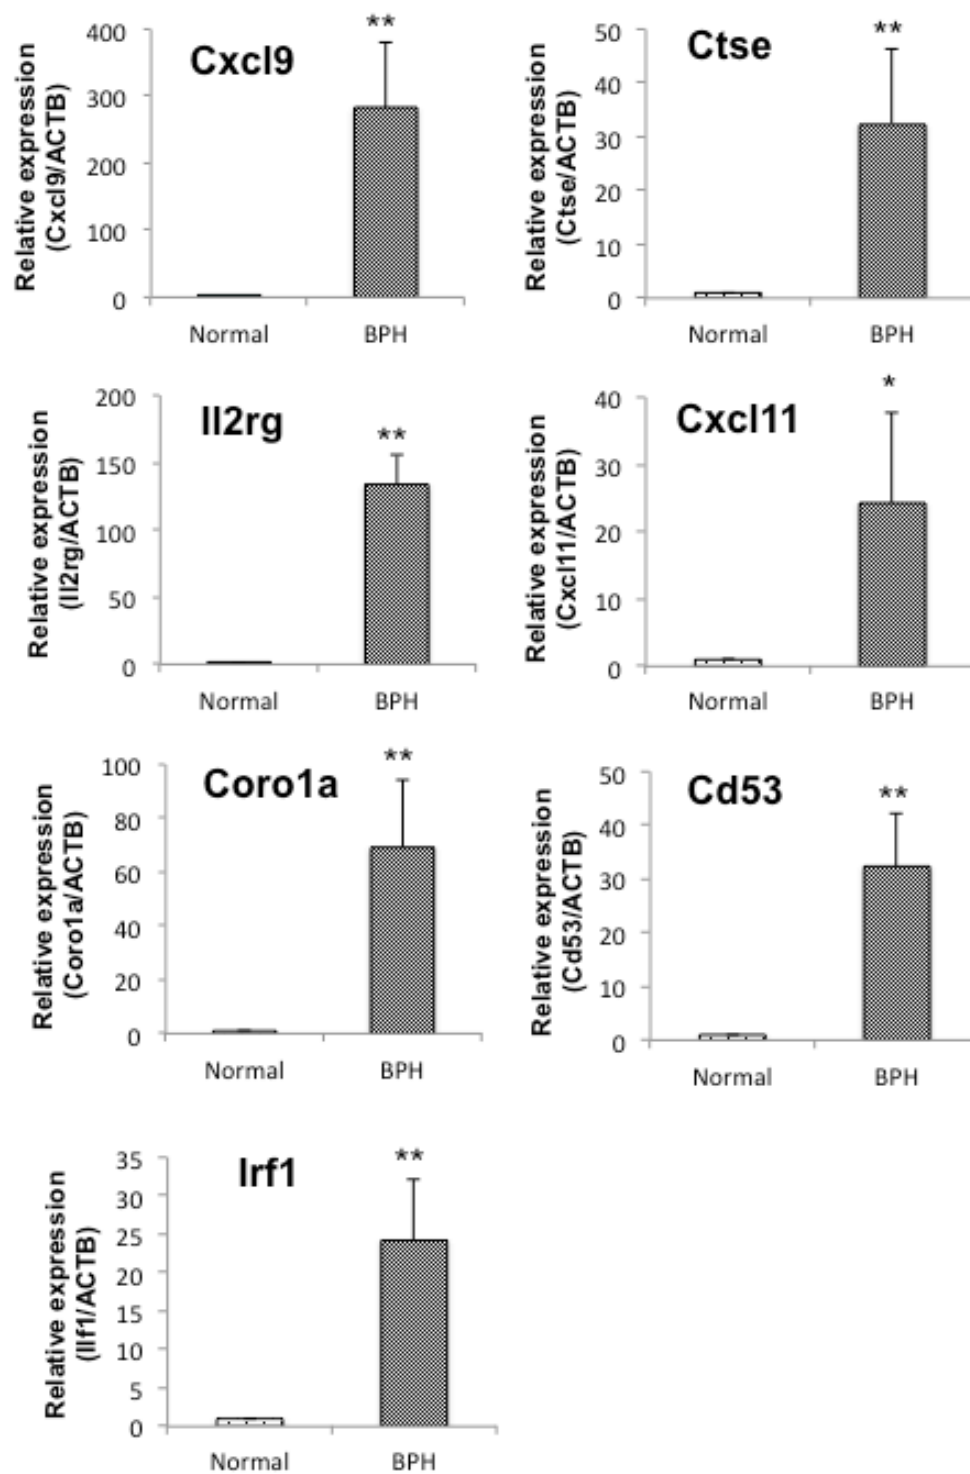 Cxcl9
**
Relative expression
(Cxcl9/ACTB)
400
300
200
100
0
Normal
BPH
Ctse
**
Relative expression
(Ctse/ACTB)
50
40
30
20
10
0
Normal
BPH
Il2rg
**
Relative expression
(Il2rg/ACTB)
200
150
100
50
0
Normal
BPH
Cxcl11
*
Relative expression
(Cxcl11/ACTB)
40
30
20
10
0
Normal
BPH
Coro1a
**
Relative expression
(Coro1a/ACTB)
100
80
60
40
20
0
Normal
BPH
Cd53
**
Relative expression
(Cd53/ACTB)
50
40
30
20
10
0
Normal
BPH
Irf1
**
Relative expression
(Ilf1/ACTB)
35
30
25
20
15
10
5
0
Normal
BPH